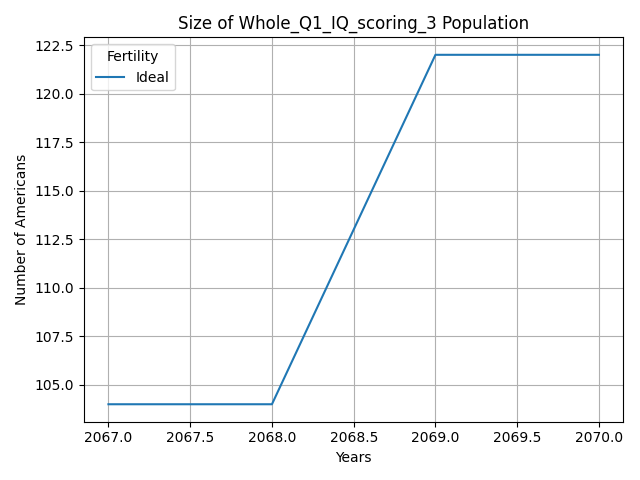 Size of Whole_Q1_IQ_scoring_3 Population
Fertility
Ideal
Number of Americans
122.5
120.0
117.5
115.0
112.5
110.0
107.5
105.0
2067.0 2067.5 2068.0 2068.5 2069.0 2069.5 2070.0
Years